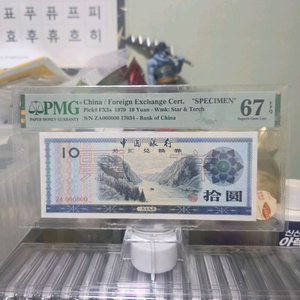 표 푸 퓨 프 피
효 후 휴 흐 히
PMG
PAPER MONEY GUARANTY
China / Foreign Exchange Cert. "SPECIMEN"
Pick# FX5s 1979 10 Yuan - Wmk: Star & Torch
S/N ZA000000 17034 - Bank of China
67 EPQ
Superb Gem Unc
10
中国银行
外汇兑换券
拾圆
ZA 000000
신신